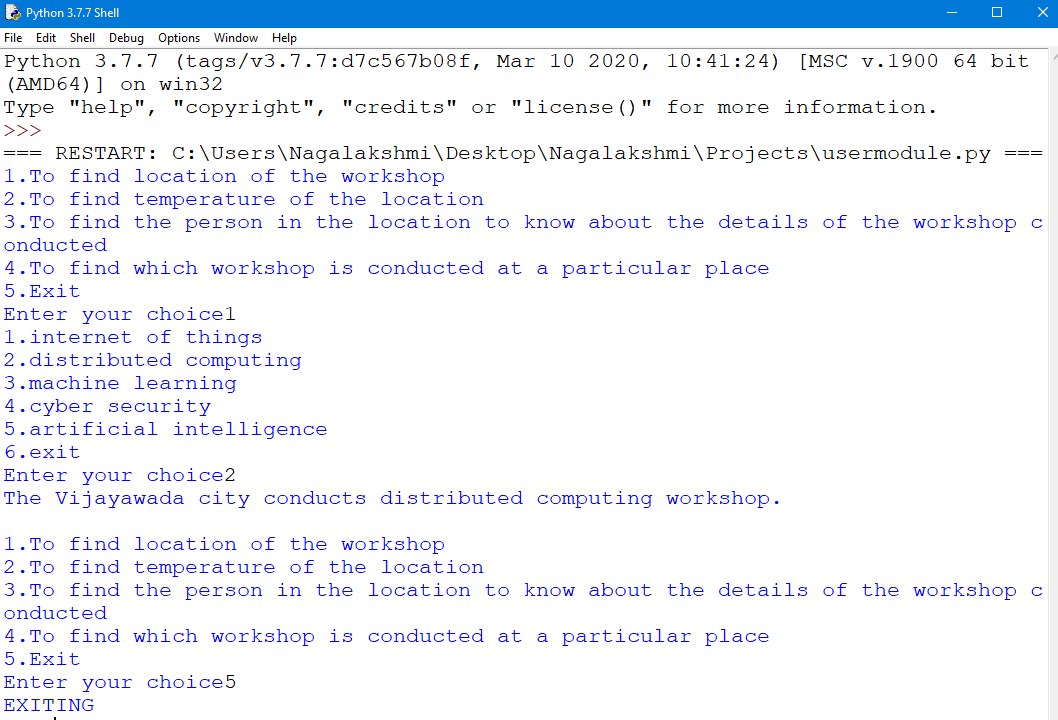 Python 3.7.7 Shell
File Edit Shell Debug Options Window Help
Python 3.7.7 (tags/v3.7.7:d7c567b08f, Mar 10 2020, 10:41:24) [MSC v.1900 64 bit
(AMD64)] on win32
Type "help", "copyright", "credits" or "license()" for more information.
>>>
=== RESTART: C:\Users\Nagalakshmi\Desktop\Nagalakshmi\Projects\usermodule.py ===
1.To find location of the workshop
2.To find temperature of the location
3.To find the person in the location to know about the details of the workshop c
onducted
4.To find which workshop is conducted at a particular place
5.Exit
Enter your choice1
1.internet of things
2.distributed computing
3.machine learning
4.cyber security
5.artificial intelligence
6.exit
Enter your choice2
The Vijayawada city conducts distributed computing workshop.
1.To find location of the workshop
2.To find temperature of the location
3.To find the person in the location to know about the details of the workshop c
onducted
4.To find which workshop is conducted at a particular place
5.Exit
Enter your choice5
EXITING